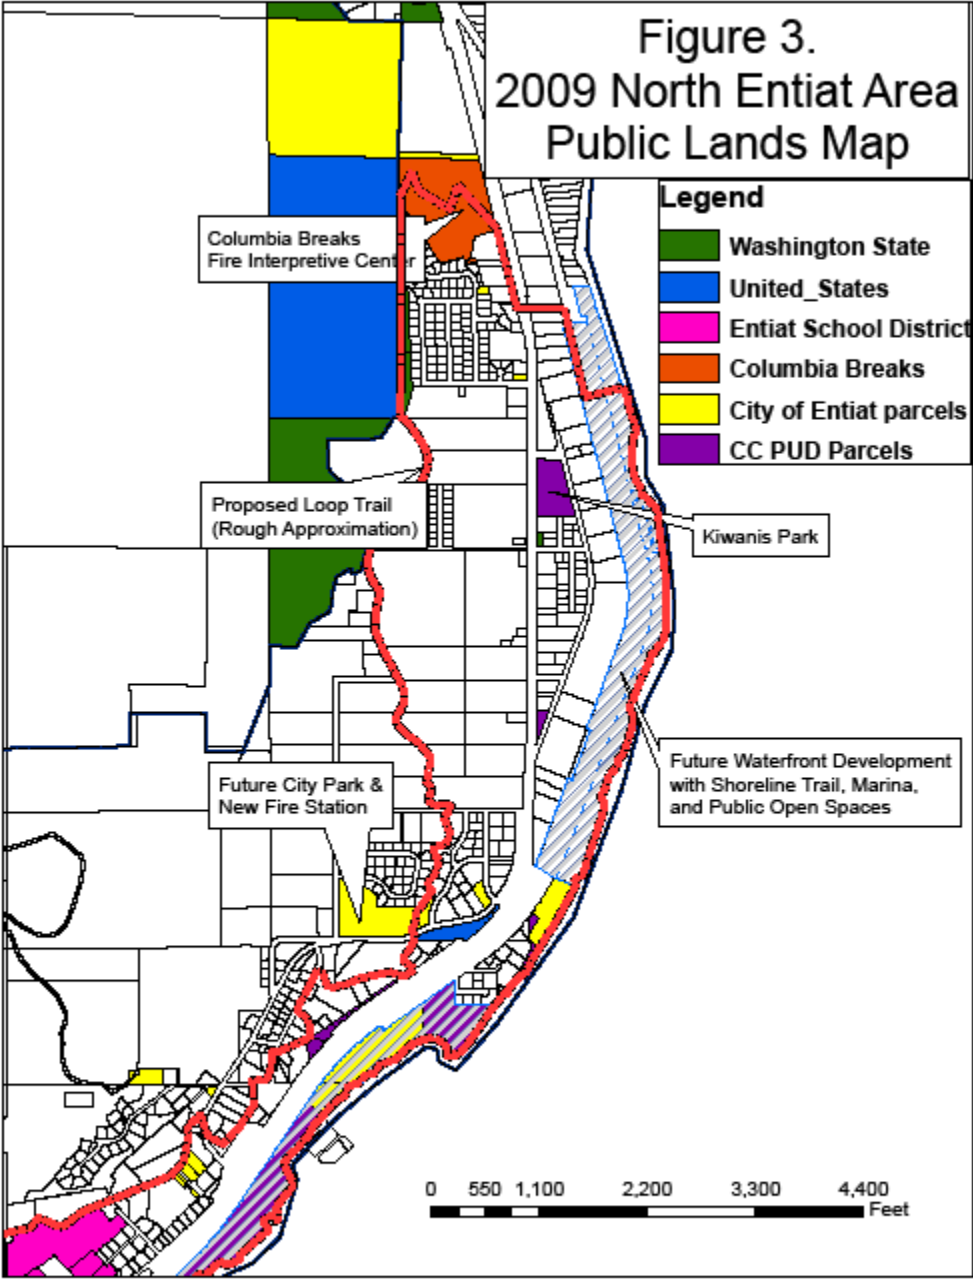 Figure 3.
2009 North Entiat Area
Public Lands Map
Legend
Washington State
United_States
Entiat School District
Columbia Breaks
City of Entiat parcels
CC PUD Parcels
Columbia Breaks
Fire Interpretive Center
Proposed Loop Trail
(Rough Approximation)
Kiwanis Park
Future Waterfront Development
with Shoreline Trail, Marina,
and Public Open Spaces
Future City Park &
New Fire Station
0 550 1,100 2,200 3,300 4,400
Feet